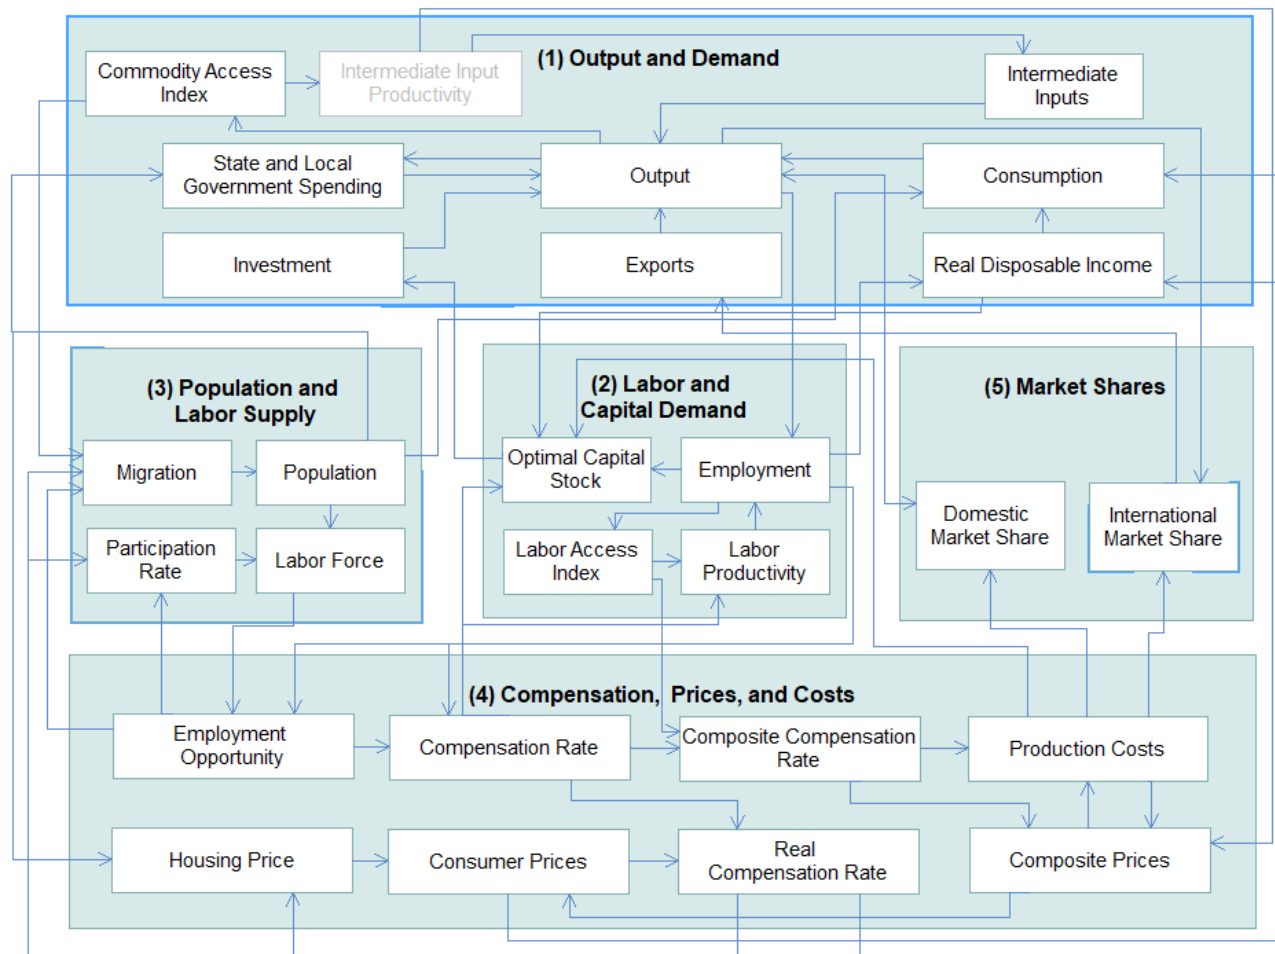 (1) Output and Demand
Commodity Access
Index
Intermediate Input
Productivity
Intermediate
Inputs
State and Local
Government Spending
Output
Consumption
Investment
Exports
Real Disposable Income
(3) Population and
Labor Supply
Migration
Population
Participation
Rate
Labor Force
(2) Labor and
Capital Demand
Optimal Capital
Stock
Employment
Labor Access
Index
Labor
Productivity
(5) Market Shares
Domestic
Market Share
International
Market Share
(4) Compensation, Prices, and Costs
Employment
Opportunity
Compensation Rate
Composite Compensation
Rate
Production Costs
Housing Price
Consumer Prices
Real
Compensation Rate
Composite Prices